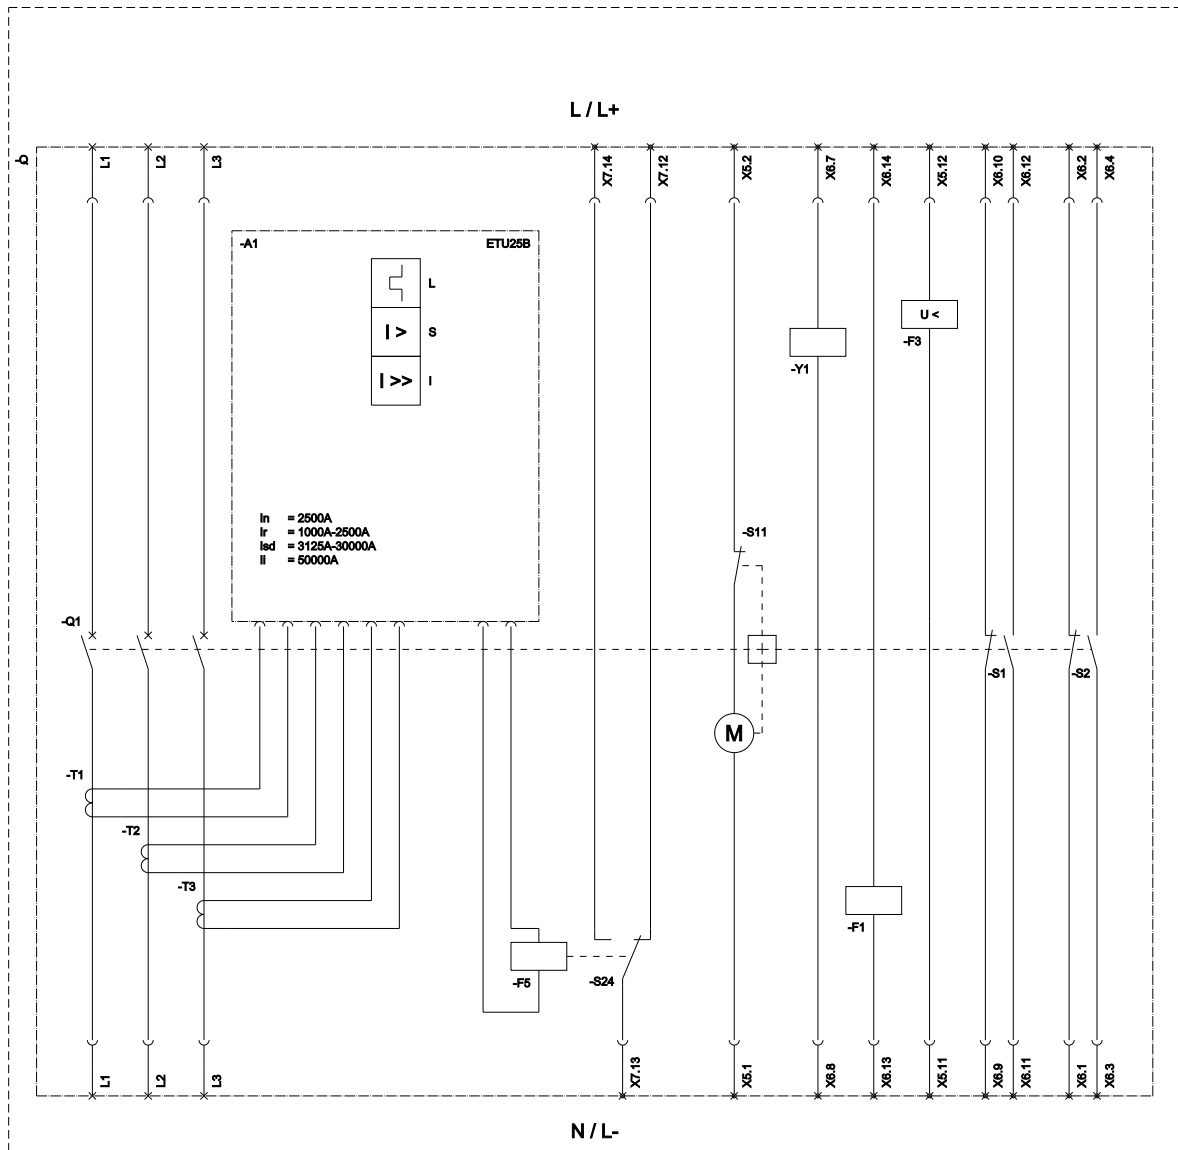 L / L+
-Q
L1
L2
L3
X7.14
X7.12
X5.2
X6.7
X6.14
X5.12
X6.10
X6.12
X6.2
X6.4
-A1
ETU25B
L
I >
S
I >>
I
U <
-F3
-Y1
In = 2500A
Ir = 1000A-2500A
Isd = 3125A-30000A
Ii = 50000A
-S11
-Q1
-S1
-S2
M
-T1
-T2
-T3
-F1
-F5
-S24
L1
L2
L3
X7.13
X5.1
X6.8
X6.13
X5.11
X6.9
X6.11
X6.1
X6.3
N / L-